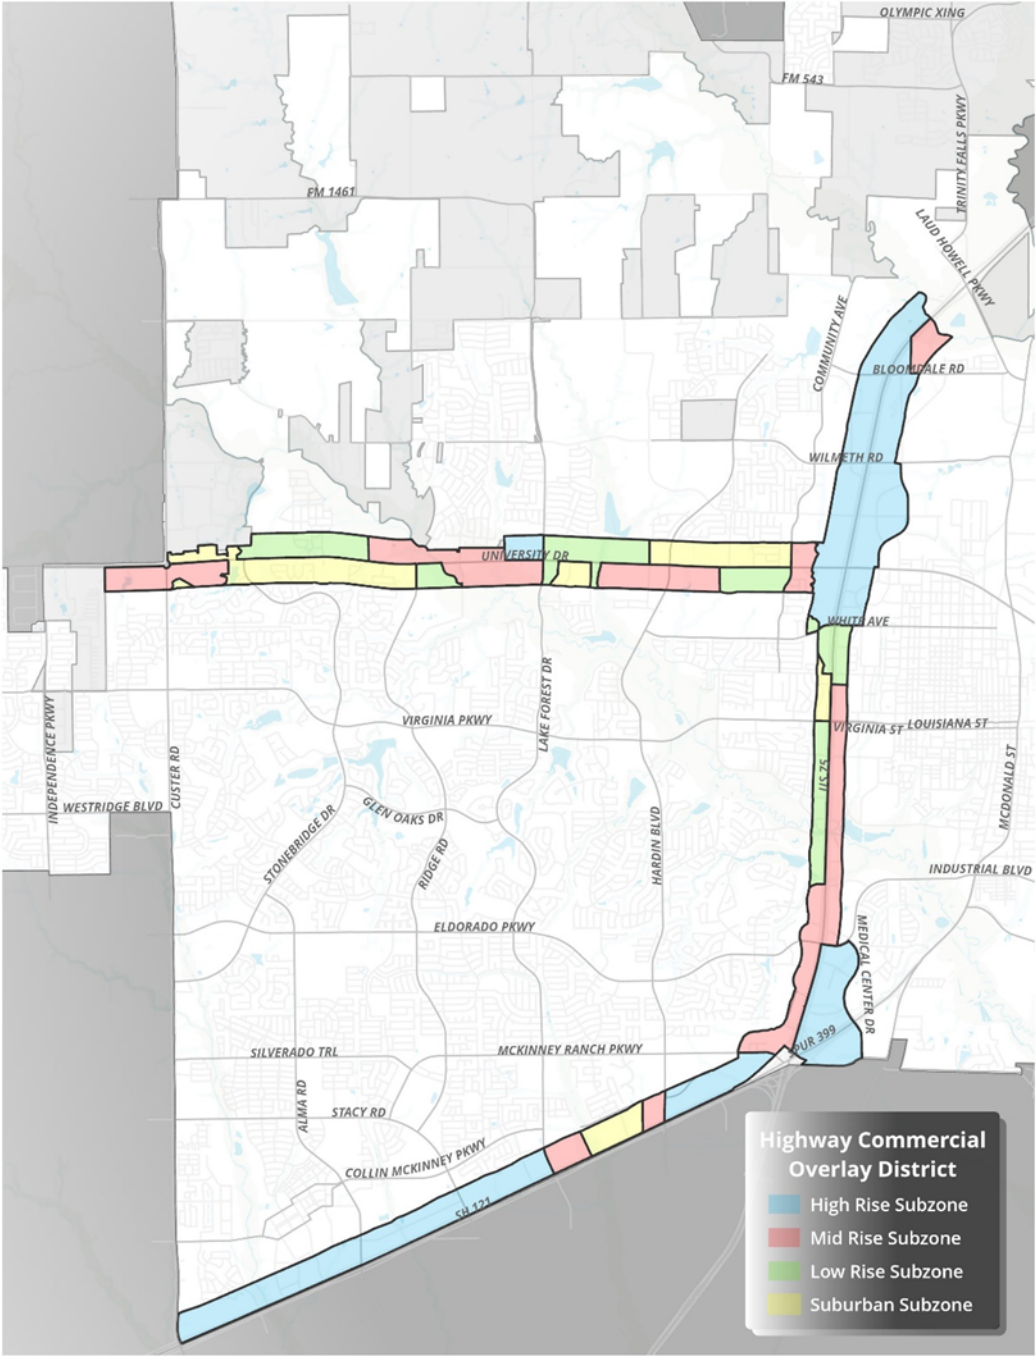 OLYMPIC XING
FM 543
TRINITY FALLS PKWY
FM 1461
LAUD HOWELL PKWY
COMMUNITY AVE
BLOOMDALE RD
WILMETH RD
UNIVERSITY DR
WHITE AVE
LAKE FOREST DR
INDEPENDENCE PKWY
VIRGINIA PKWY
VIRGINIA ST
LOUISIANA ST
CUSTER RD
US 75
MCDONALD ST
WESTRIDGE BLVD
GLEN OAKS DR
STONEBRIDGE DR
RIDGE RD
HARDIN BLVD
INDUSTRIAL BLVD
ELDORADO PKWY
MEDICAL CENTER DR
SILVERADO TRL
MCKINNEY RANCH PKWY
PUR 399
ALMA RD
STACY RD
COLLIN MCKINNEY PKWY
SH 121
Highway Commercial
Overlay District
High Rise Subzone
Mid Rise Subzone
Low Rise Subzone
Suburban Subzone